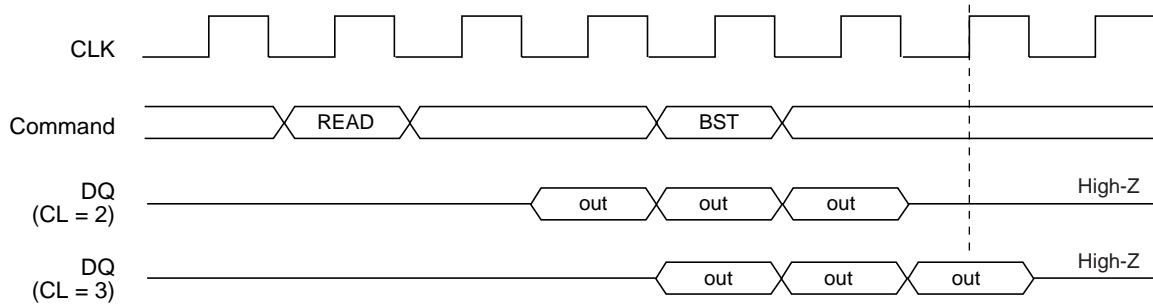 CLK
Command READ BST
DQ
(CL = 2) out out out High-Z
DQ
(CL = 3) out out out High-Z